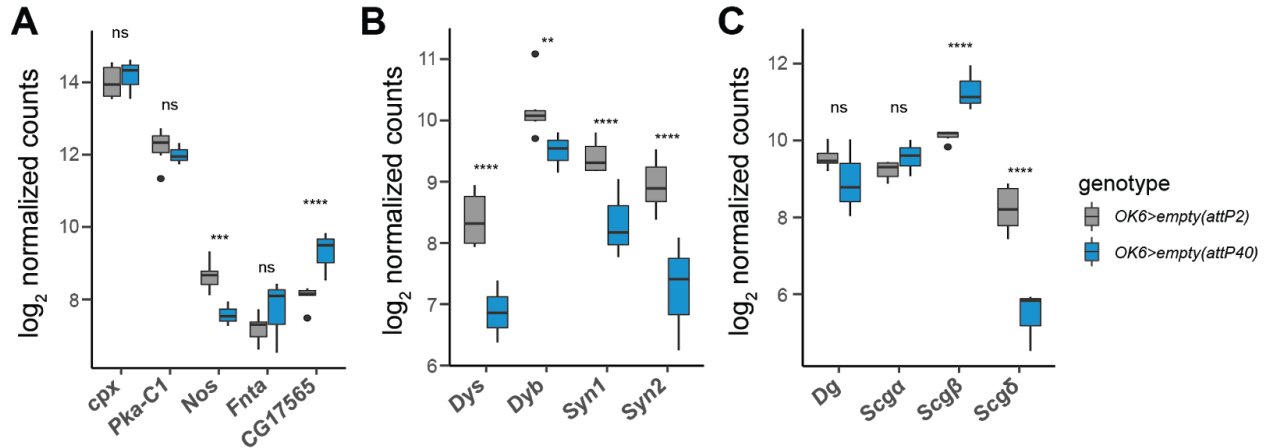 A
log2 normalized counts
14
12
10
8
ns
ns
***
ns
****
cpx
Pka-C1
Nos
Fnta
CG17565
B
log2 normalized counts
11
10
9
8
7
6
****
**
****
****
Dys
Dyb
Syn1
Syn2
C
log2 normalized counts
12
10
8
6
ns
ns
****
****
Dg
Scgα
Scgβ
Scgδ
genotype
OK6>empty(attP2)
OK6>empty(attP40)